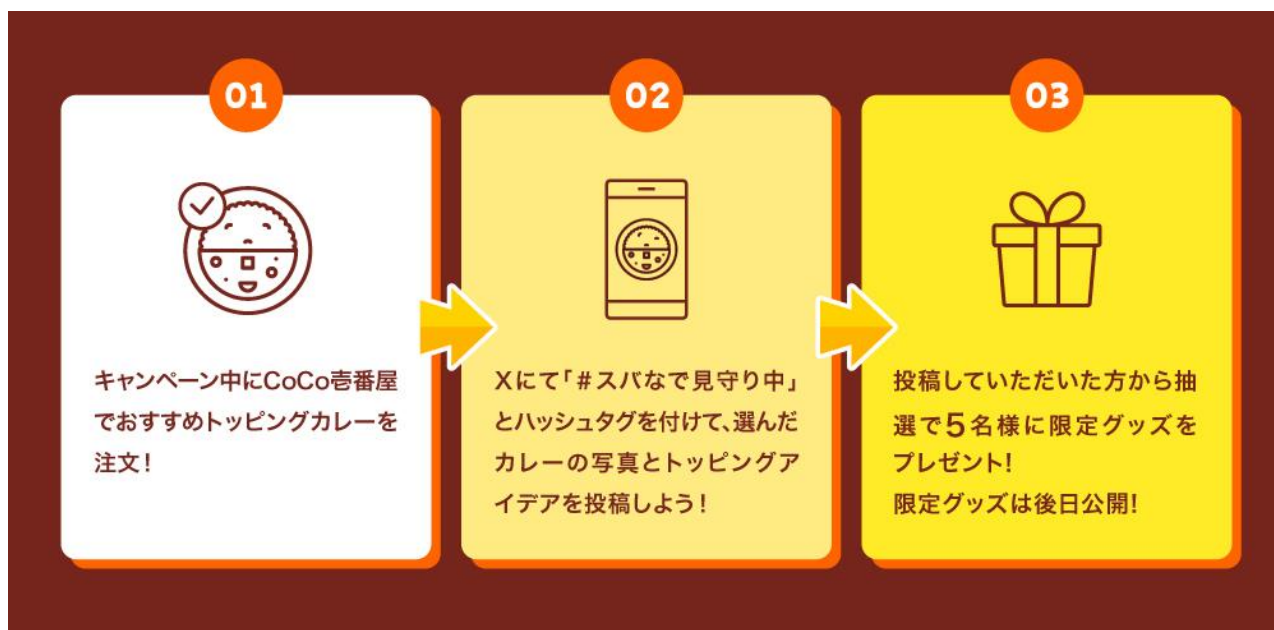 01
キャンペーン中にCoCo壱番屋
でおすすめトッピングカレーを
注文！
02
Xにて「#スバなで見守り中」
とハッシュタグを付けて、選んだ
カレーの写真とトッピングア
イデアを投稿しよう！
03
投稿していただいた方から抽
選で5名様に限定グッズを
プレゼント！
限定グッズは後日公開！